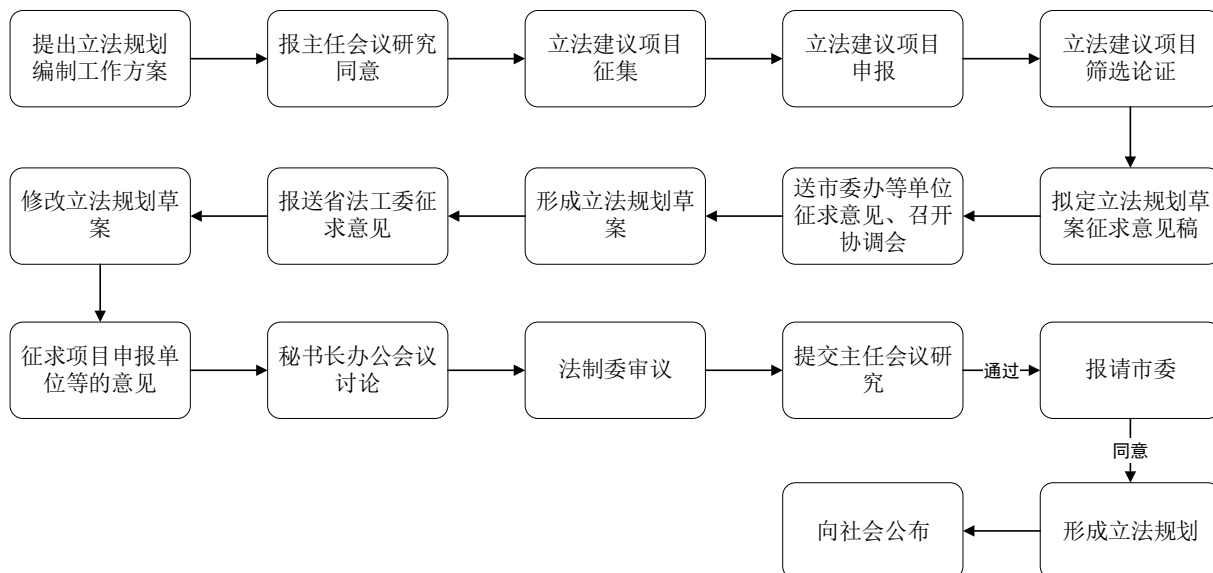 提出立法规划
编制工作方案
报主任会议研究
同意
立法建议项目
征集
立法建议项目
申报
立法建议项目
筛选论证
拟定立法规划草
案征求意见稿
送市委办等单位
征求意见、召开
协调会
形成立法规划
草案
报送省法工委征
求意见
修改立法规划草
案
征求项目申报单
位等的意见
秘书长办公会议
讨论
法制委审议
提交主任会议研
究
通过
报请市委
同意
形成立法规划
向社会公布